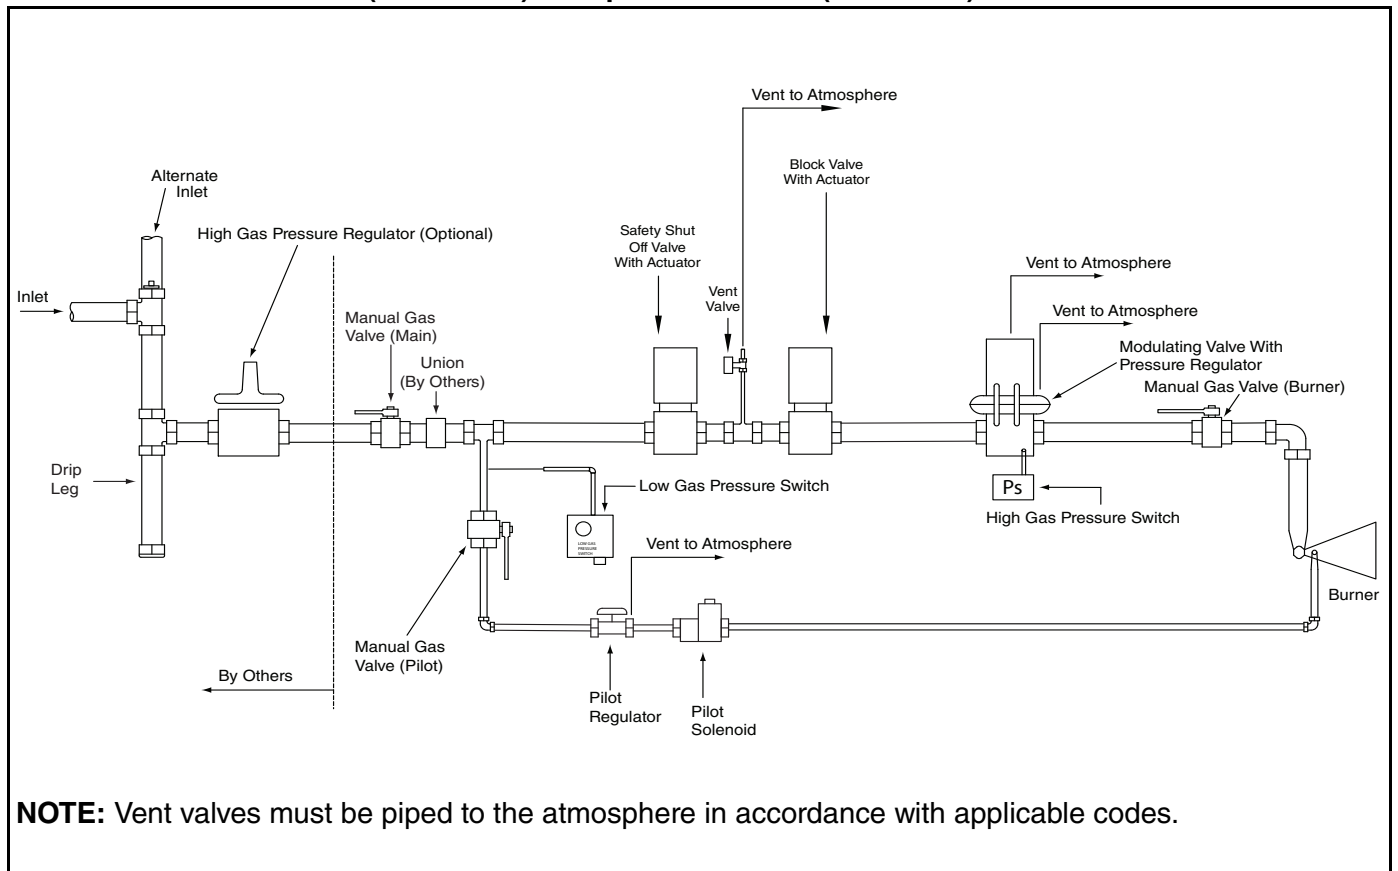 Vent to Atmosphere
Block Valve
With Actuator
Alternate
Inlet
High Gas Pressure Regulator (Optional)
Safety Shut
Off Valve
With Actuator
Vent to Atmosphere
Inlet
Vent
Valve
Manual Gas
Valve (Main)
Vent to Atmosphere
Union
(By Others)
Modulating Valve With
Pressure Regulator
Manual Gas Valve (Burner)
Drip
Leg
Low Gas Pressure Switch
Ps
High Gas Pressure Switch
LOW GAS
PRESSURE
SWITCH
Vent to Atmosphere
Burner
Manual Gas
Valve (Pilot)
By Others
Pilot
Regulator
Pilot
Solenoid
NOTE: Vent valves must be piped to the atmosphere in accordance with applicable codes.